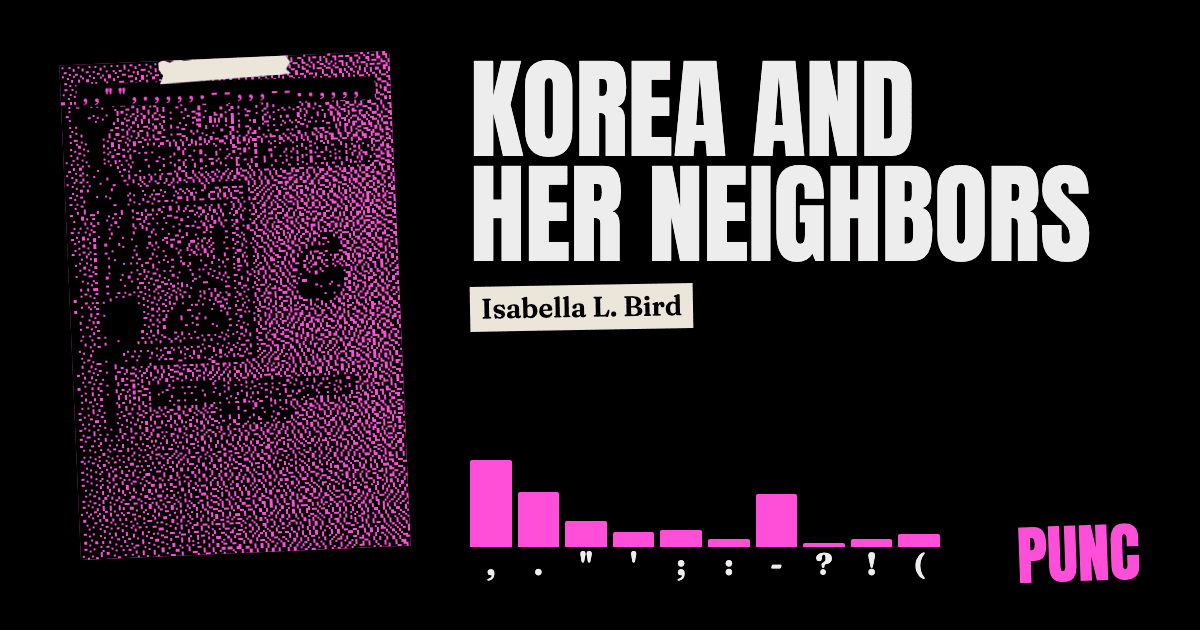 ,,"",.,,,,,--,,,--.,,,,,
KOREA AND
HER NEIGHBORS
Isabella L. Bird
, . " ' ; : - ? ! (
PUNC